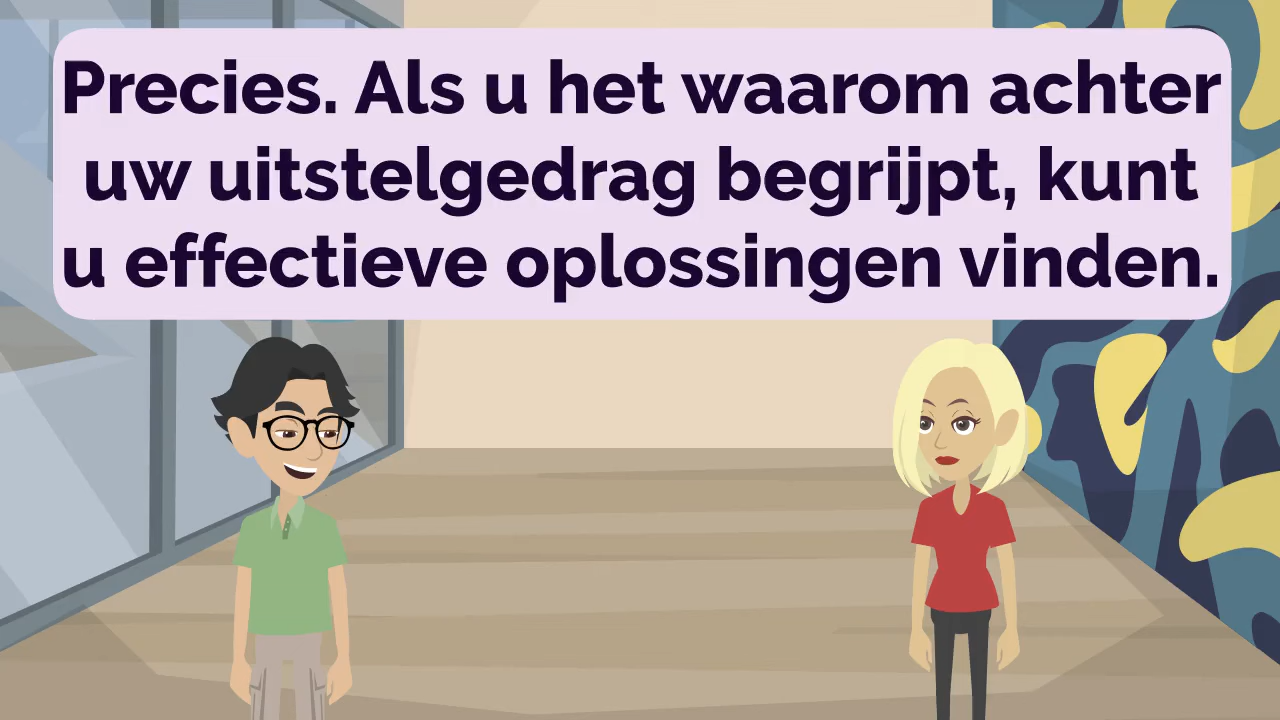 Precies. Als u het waarom achter
uw uitstelgedrag begrijpt, kunt
u effectieve oplossingen vinden.